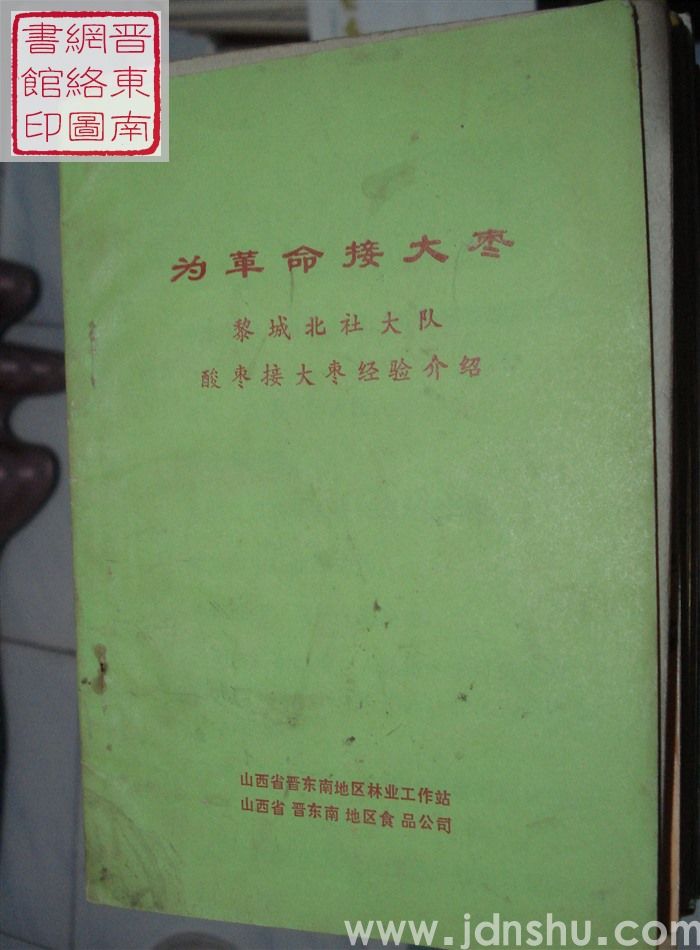 晋東南
網絡圖
書館印
为革命接大枣
黎城北社大队
酸枣接大枣经验介绍
山西省晋东南地区林业工作站
山西省晋东南地区食品公司
www.jdnshu.com